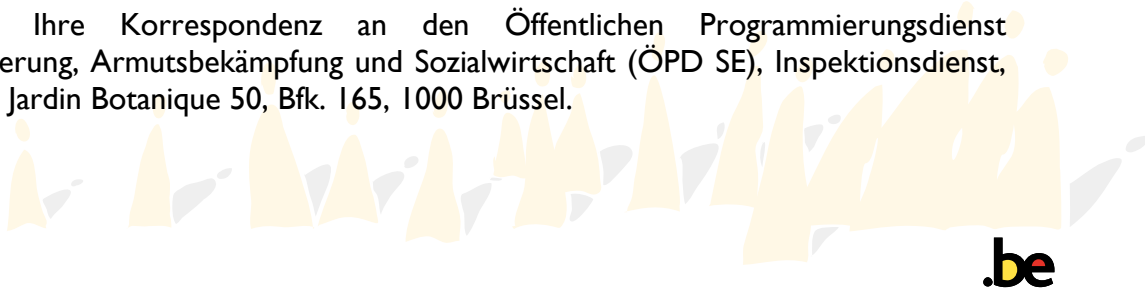 Ihre Korrespondenz an den Öffentlichen Programmierungsdienst
erung, Armutsbekämpfung und Sozialwirtschaft (ÖPD SE), Inspektionsdienst,
Jardin Botanique 50, Bfk. 165, 1000 Brüssel.
.be